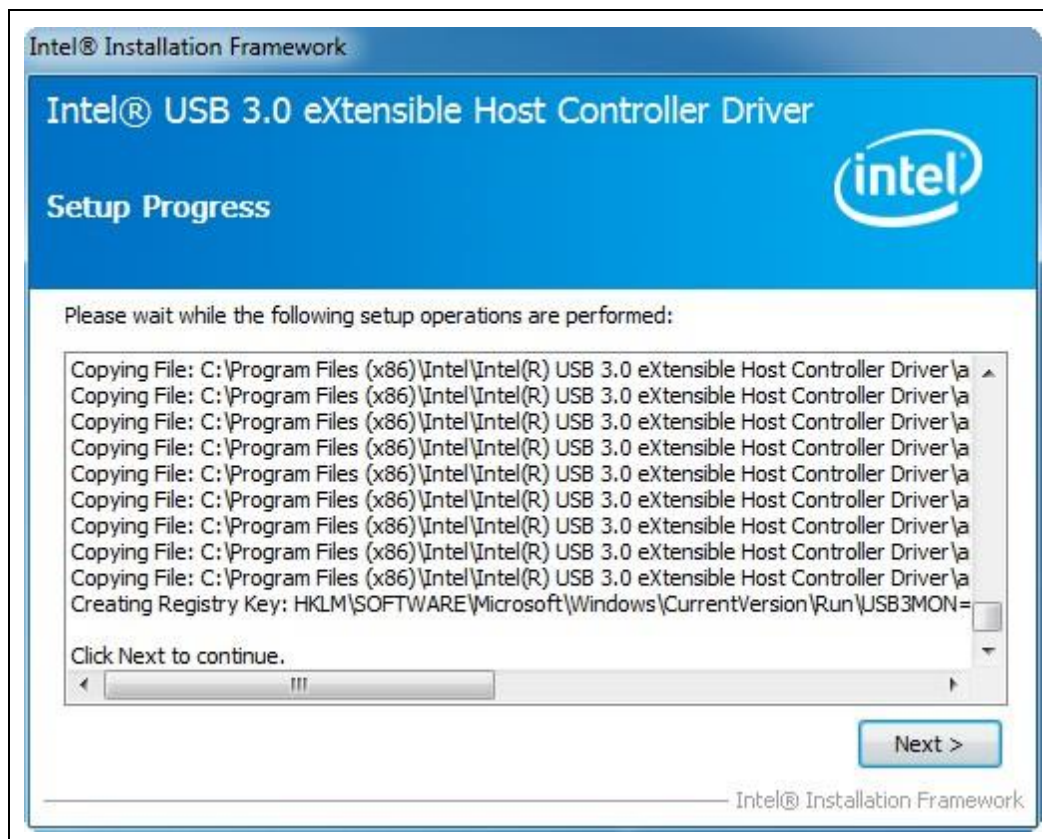 Intel® Installation Framework
Intel® USB 3.0 eXtensible Host Controller Driver
intel
Setup Progress
Please wait while the following setup operations are performed:
Copying File: C:\Program Files (x86)\Intel\Intel(R) USB 3.0 eXtensible Host Controller Driver\a
Copying File: C:\Program Files (x86)\Intel\Intel(R) USB 3.0 eXtensible Host Controller Driver\a
Copying File: C:\Program Files (x86)\Intel\Intel(R) USB 3.0 eXtensible Host Controller Driver\a
Copying File: C:\Program Files (x86)\Intel\Intel(R) USB 3.0 eXtensible Host Controller Driver\a
Copying File: C:\Program Files (x86)\Intel\Intel(R) USB 3.0 eXtensible Host Controller Driver\a
Copying File: C:\Program Files (x86)\Intel\Intel(R) USB 3.0 eXtensible Host Controller Driver\a
Copying File: C:\Program Files (x86)\Intel\Intel(R) USB 3.0 eXtensible Host Controller Driver\a
Copying File: C:\Program Files (x86)\Intel\Intel(R) USB 3.0 eXtensible Host Controller Driver\a
Copying File: C:\Program Files (x86)\Intel\Intel(R) USB 3.0 eXtensible Host Controller Driver\a
Creating Registry Key: HKLM\SOFTWARE\Microsoft\Windows\CurrentVersion\Run\USB3MON=
Click Next to continue.
Next >
Intel® Installation Framework